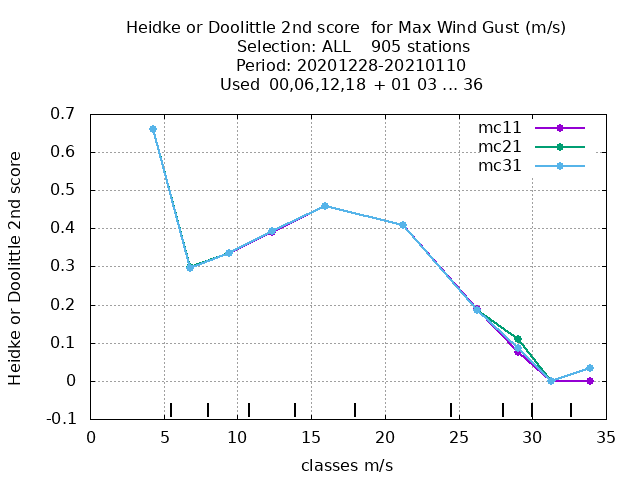 Heidke or Doolittle 2nd score  for Max Wind Gust (m/s)
Selection: ALL    905 stations
Period: 20201228-20210110
Used  00,06,12,18  + 01 03 ... 36
mc11
mc21
mc31
Heidke or Doolittle 2nd score
0.7
0.6
0.5
0.4
0.3
0.2
0.1
0
-0.1
0 5 10 15 20 25 30 35
classes m/s